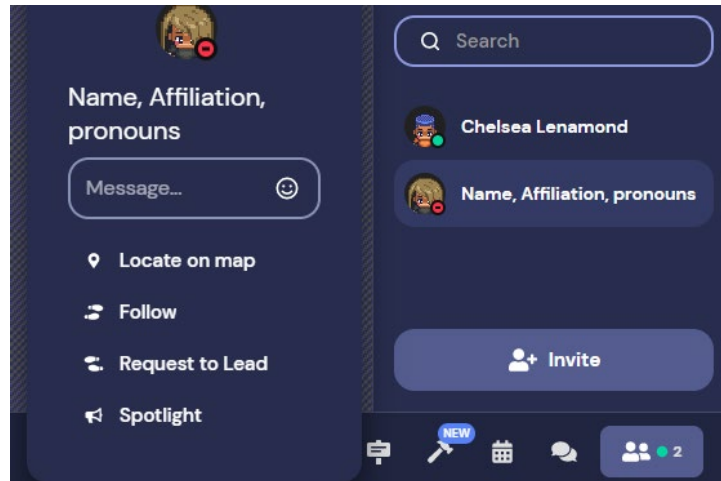 Name, Affiliation,
pronouns
Message...
Locate on map
Follow
Request to Lead
Spotlight
Search
Chelsea Lenamond
Name, Affiliation, pronouns
Invite
NEW
2